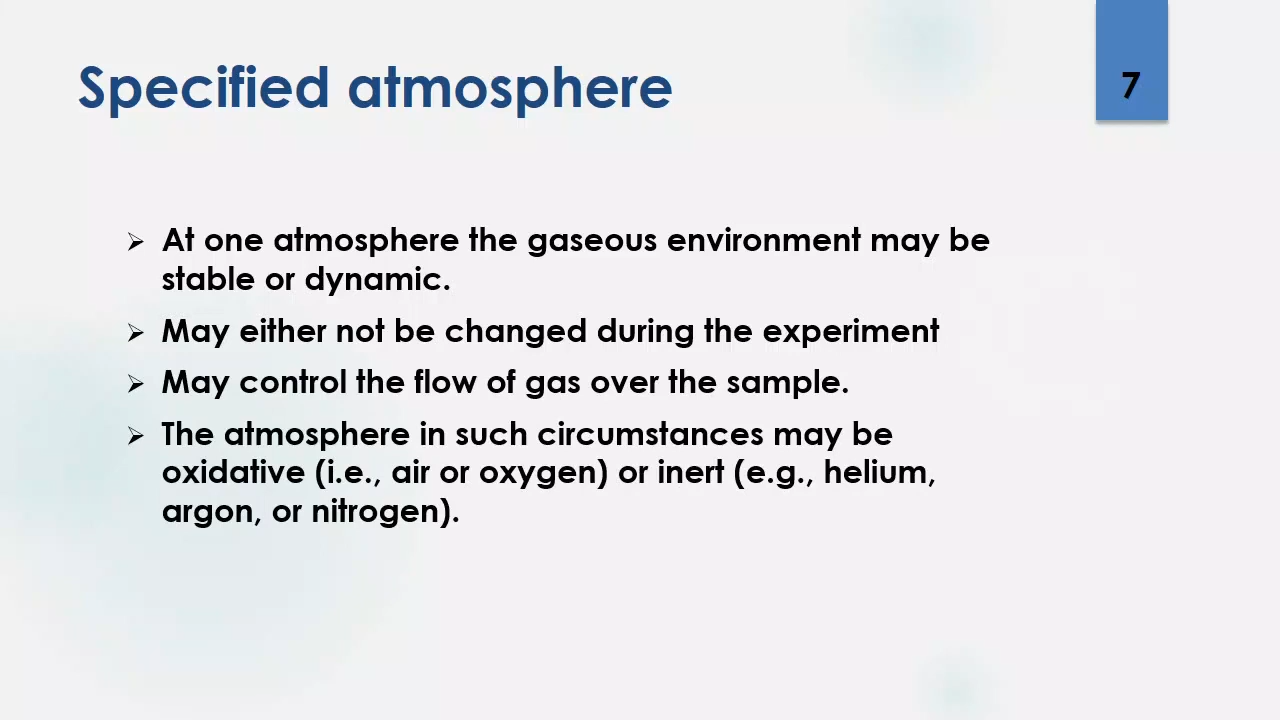 Specified atmosphere
7
➢ At one atmosphere the gaseous environment may be
stable or dynamic.
➢ May either not be changed during the experiment
➢ May control the flow of gas over the sample.
➢ The atmosphere in such circumstances may be
oxidative (i.e., air or oxygen) or inert (e.g., helium,
argon, or nitrogen).